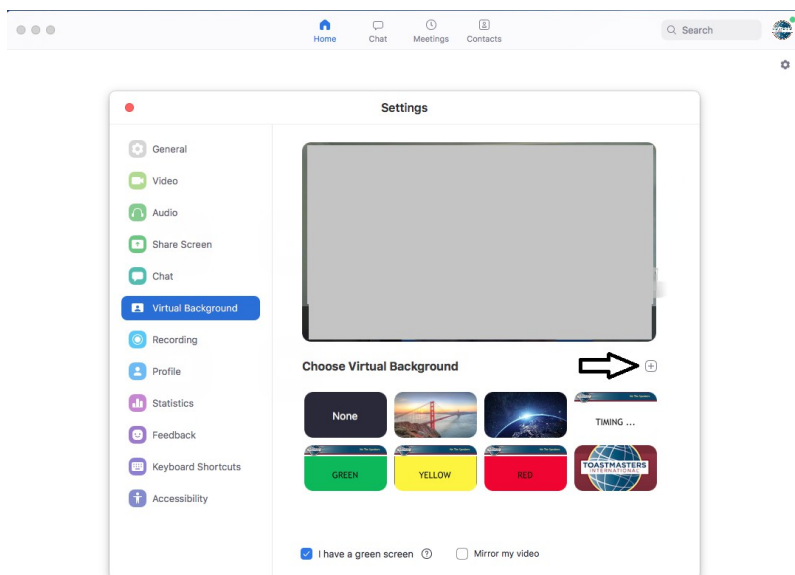 Home
Chat
Meetings
Contacts
Search
Settings
General
Video
Audio
Share Screen
Chat
Virtual Background
Recording
Profile
Statistics
Feedback
Keyboard Shortcuts
Accessibility
Choose Virtual Background
None
TIMING ...
GREEN
YELLOW
RED
TOASTMASTERS
INTERNATIONAL
I have a green screen
Mirror my video